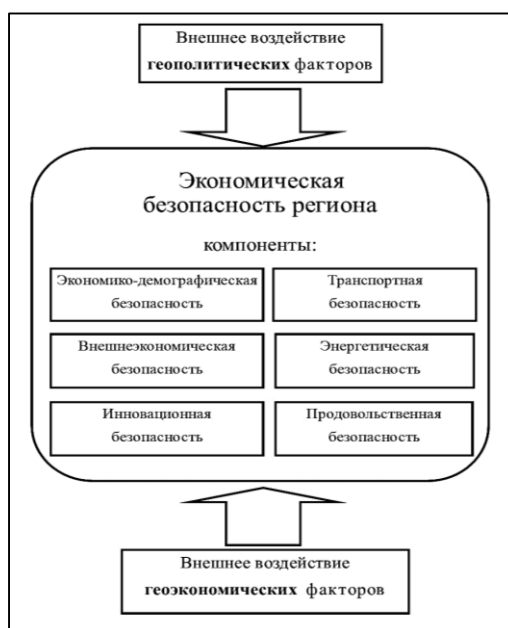 Внешнее воздействие
геополитических факторов
Экономическая
безопасность региона
компоненты:
Экономико-демографическая
безопасность
Транспортная
безопасность
Внешнеэкономическая
безопасность
Энергетическая
безопасность
Инновационная
безопасность
Продовольственная
безопасность
Внешнее воздействие
геоэкономических факторов